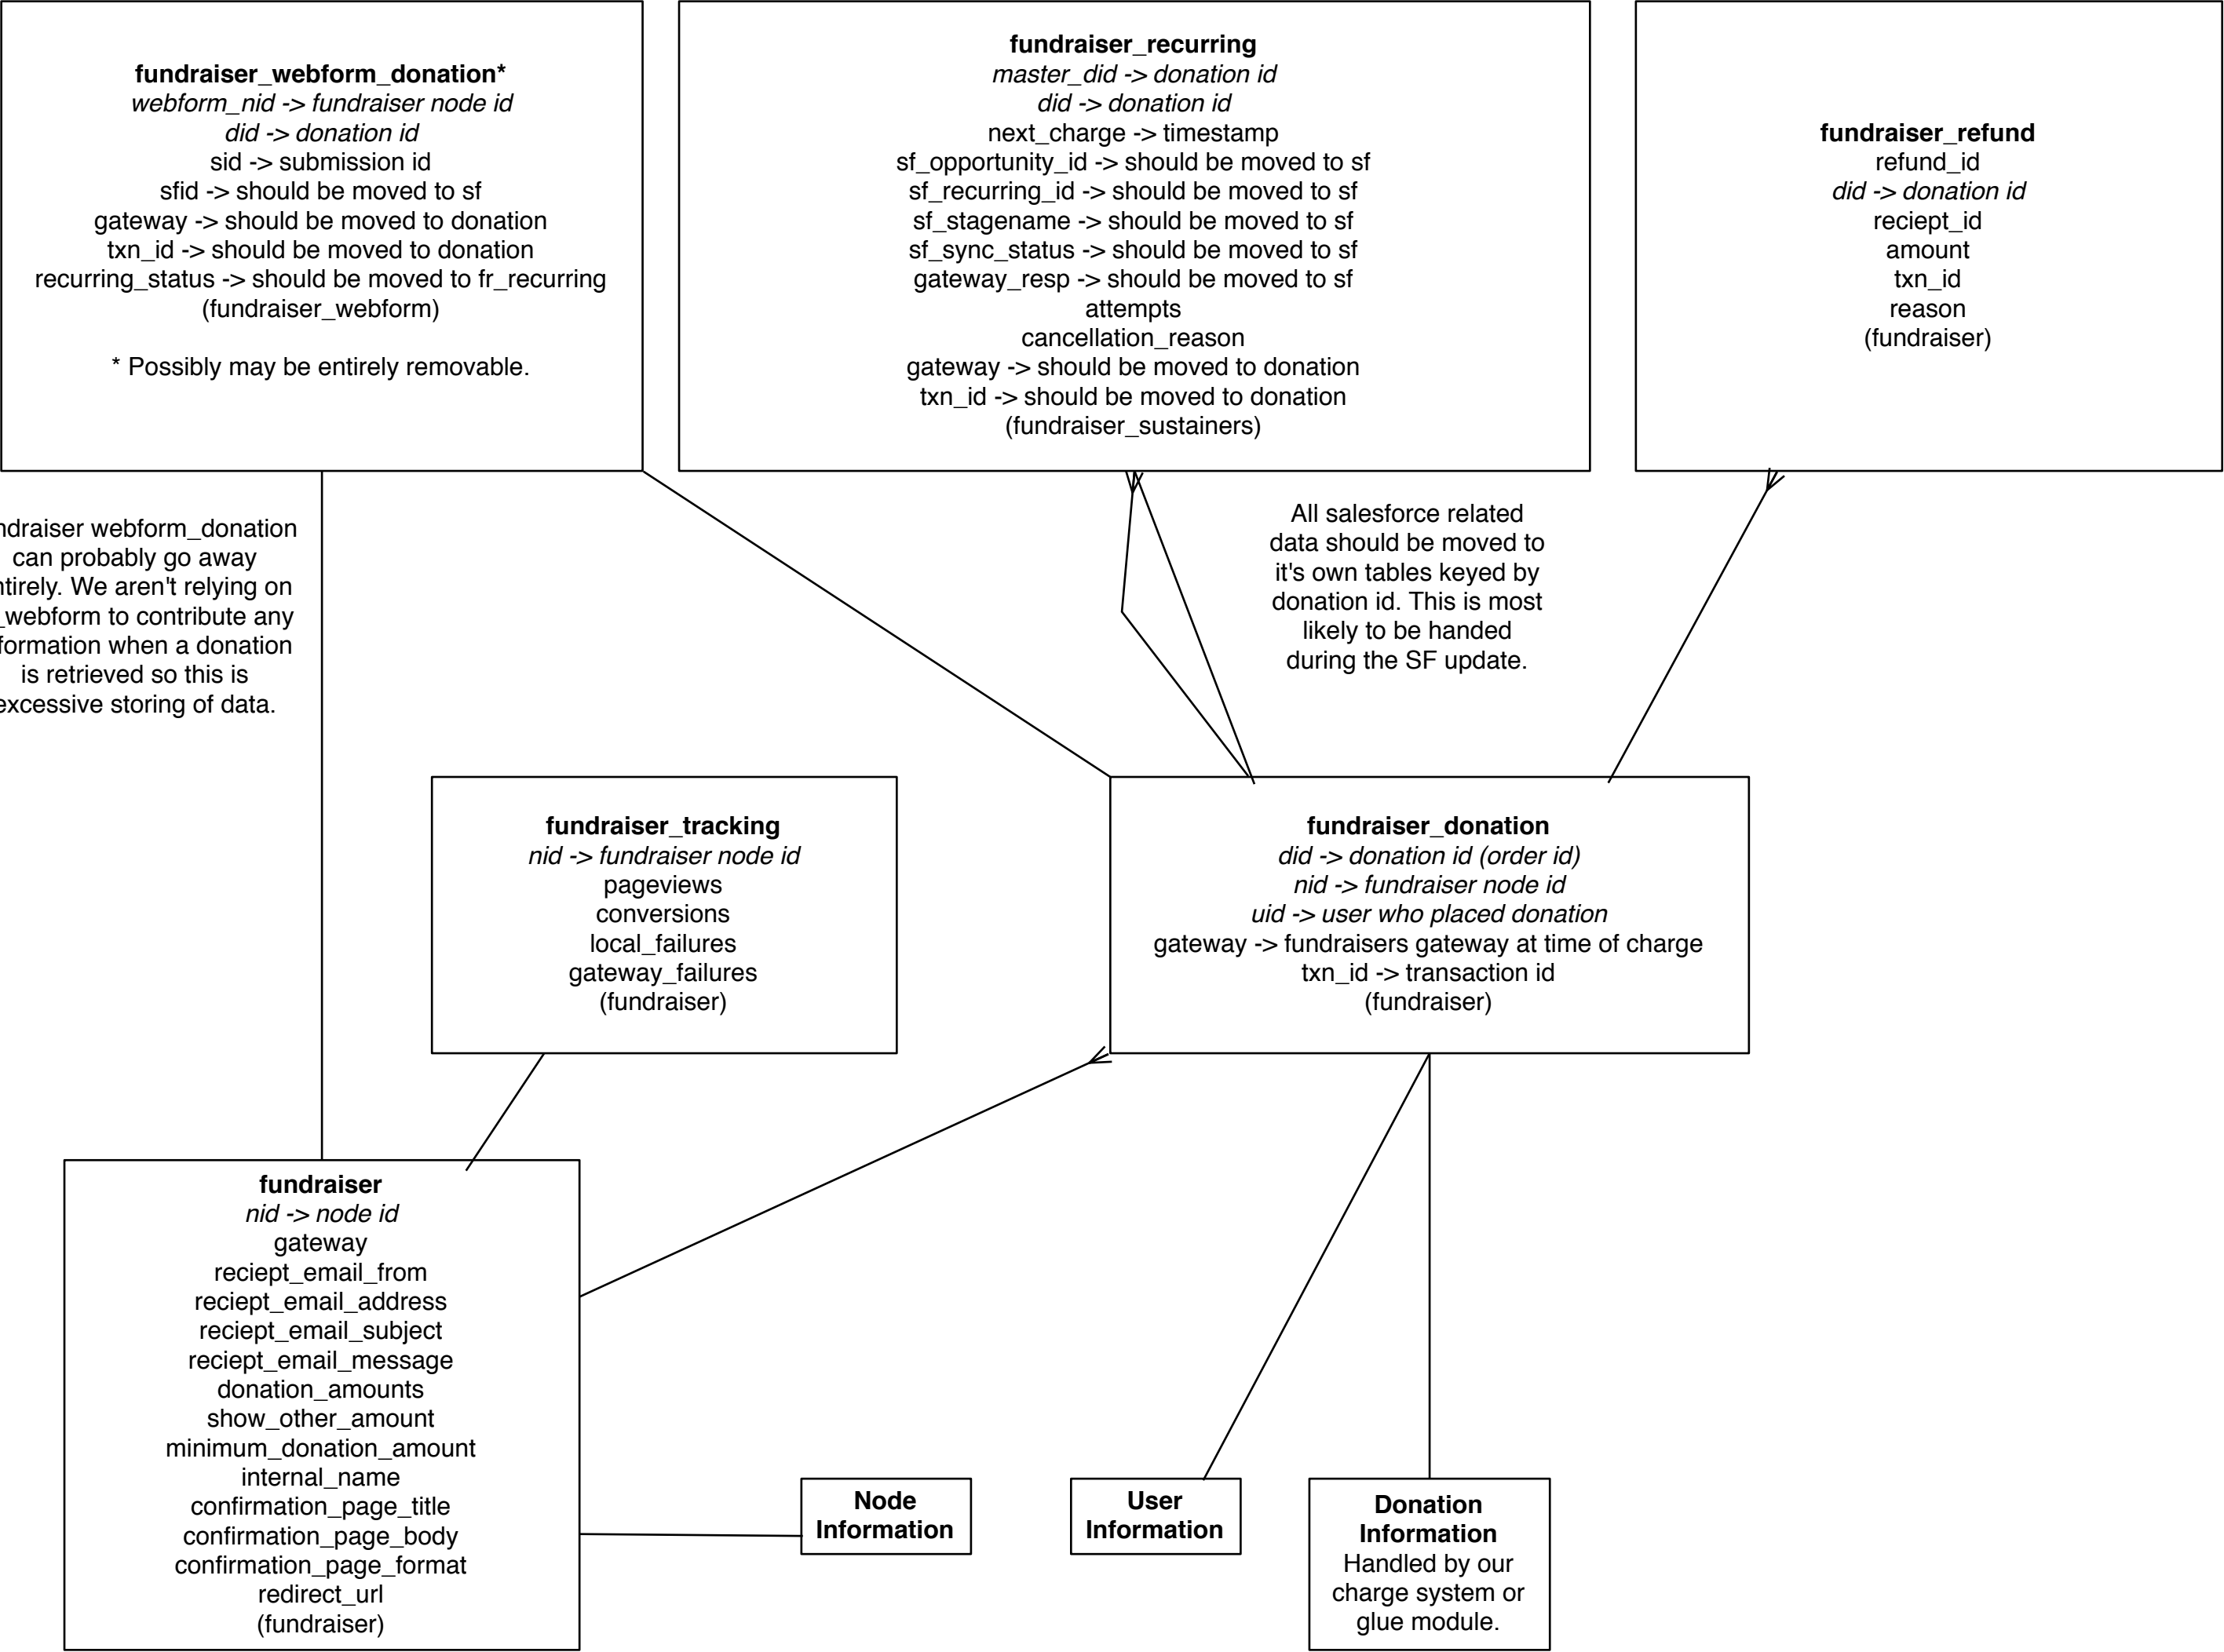 fundraiser_webform_donation*
webform_nid -> fundraiser node id
did -> donation id
sid -> submission id
sfid -> should be moved to sf
gateway -> should be moved to donation
txn_id -> should be moved to donation
recurring_status -> should be moved to fr_recurring
(fundraiser_webform)
* Possibly may be entirely removable.
fundraiser_recurring
master_did -> donation id
did -> donation id
next_charge -> timestamp
sf_opportunity_id -> should be moved to sf
sf_recurring_id -> should be moved to sf
sf_stagename -> should be moved to sf
sf_sync_status -> should be moved to sf
gateway_resp -> should be moved to sf
attempts
cancellation_reason
gateway -> should be moved to donation
txn_id -> should be moved to donation
(fundraiser_sustainers)
fundraiser_refund
refund_id
did -> donation id
reciept_id
amount
txn_id
reason
(fundraiser)
ndraiser webform_donation
can probably go away
ntirely. We aren't relying on
_webform to contribute any
formation when a donation
is retrieved so this is
excessive storing of data.
All salesforce related
data should be moved to
it's own tables keyed by
donation id. This is most
likely to be handed
during the SF update.
fundraiser_tracking
nid -> fundraiser node id
pageviews
conversions
local_failures
gateway_failures
(fundraiser)
fundraiser_donation
did -> donation id (order id)
nid -> fundraiser node id
uid -> user who placed donation
gateway -> fundraisers gateway at time of charge
txn_id -> transaction id
(fundraiser)
fundraiser
nid -> node id
gateway
reciept_email_from
reciept_email_address
reciept_email_subject
reciept_email_message
donation_amounts
show_other_amount
minimum_donation_amount
internal_name
confirmation_page_title
confirmation_page_body
confirmation_page_format
redirect_url
(fundraiser)
Node
Information
User
Information
Donation
Information
Handled by our
charge system or
glue module.